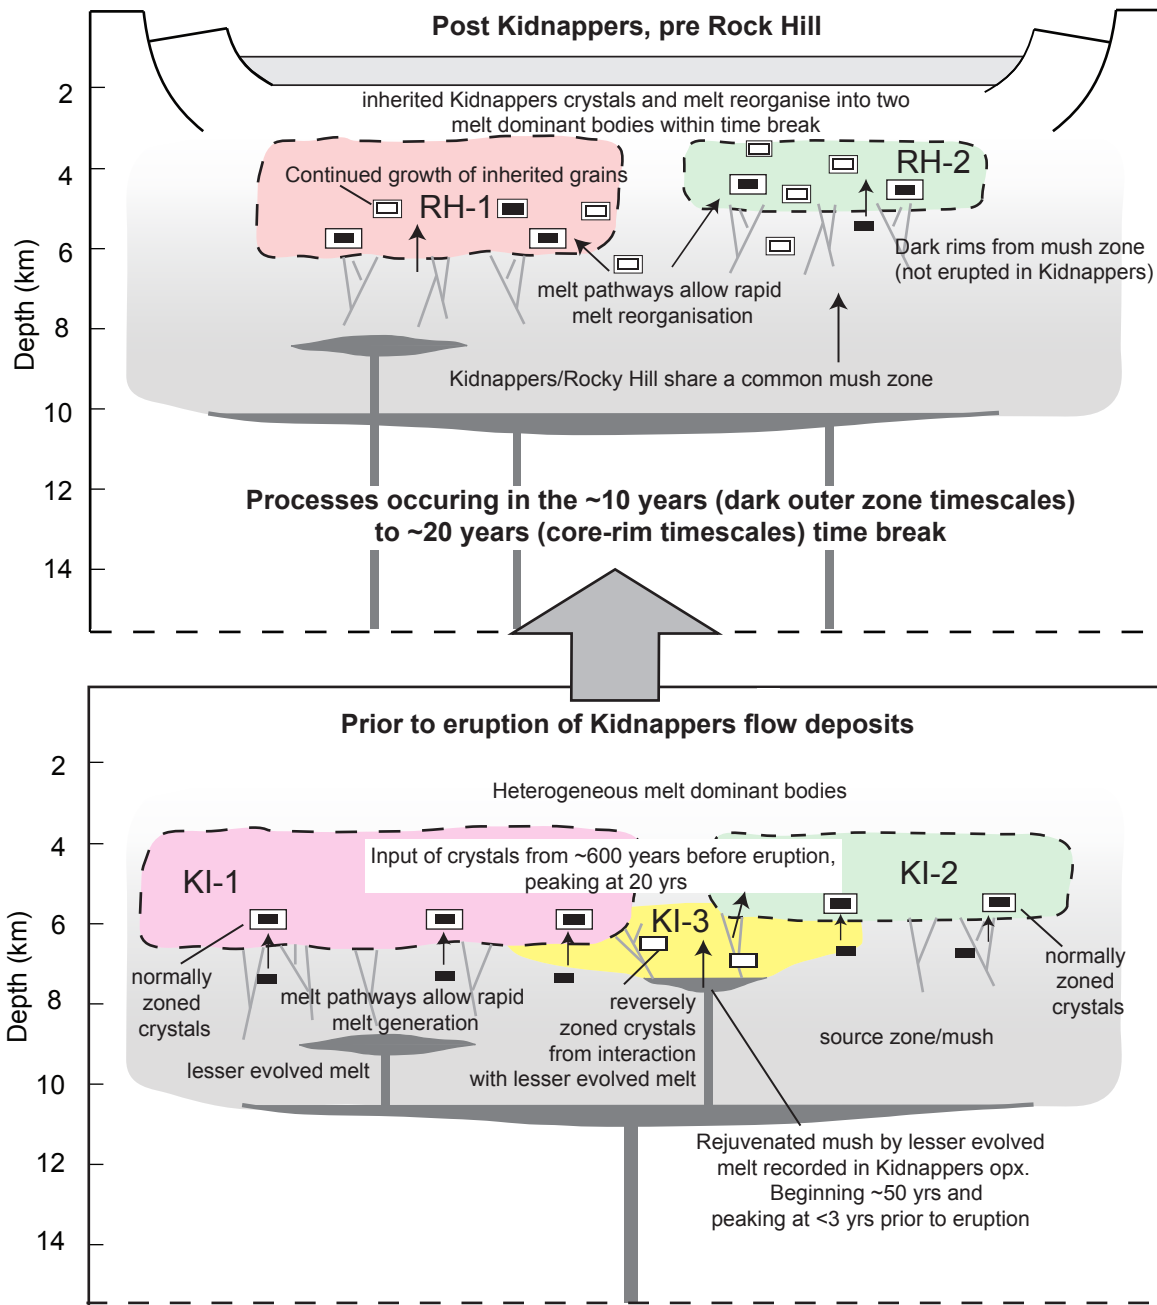 Post Kidnappers, pre Rock Hill
inherited Kidnappers crystals and melt reorganise into two
melt dominant bodies within time break
Continued growth of inherited grains
RH-1
RH-2
Dark rims from mush zone
(not erupted in Kidnappers)
melt pathways allow rapid
melt reorganisation
Kidnappers/Rocky Hill share a common mush zone
Processes occuring in the ~10 years (dark outer zone timescales)
to ~20 years (core-rim timescales) time break
Depth (km)
2
4
6
8
10
12
14
Prior to eruption of Kidnappers flow deposits
Heterogeneous melt dominant bodies
Input of crystals from ~600 years before eruption,
peaking at 20 yrs
KI-1
KI-2
KI-3
normally
zoned
crystals
melt pathways allow rapid
melt generation
lesser evolved melt
reversely
zoned crystals
from interaction
with lesser evolved melt
source zone/mush
normally
zoned
crystals
Rejuvenated mush by lesser evolved
melt recorded in Kidnappers opx.
Beginning ~50 yrs and
peaking at <3 yrs prior to eruption
Depth (km)
2
4
6
8
10
12
14